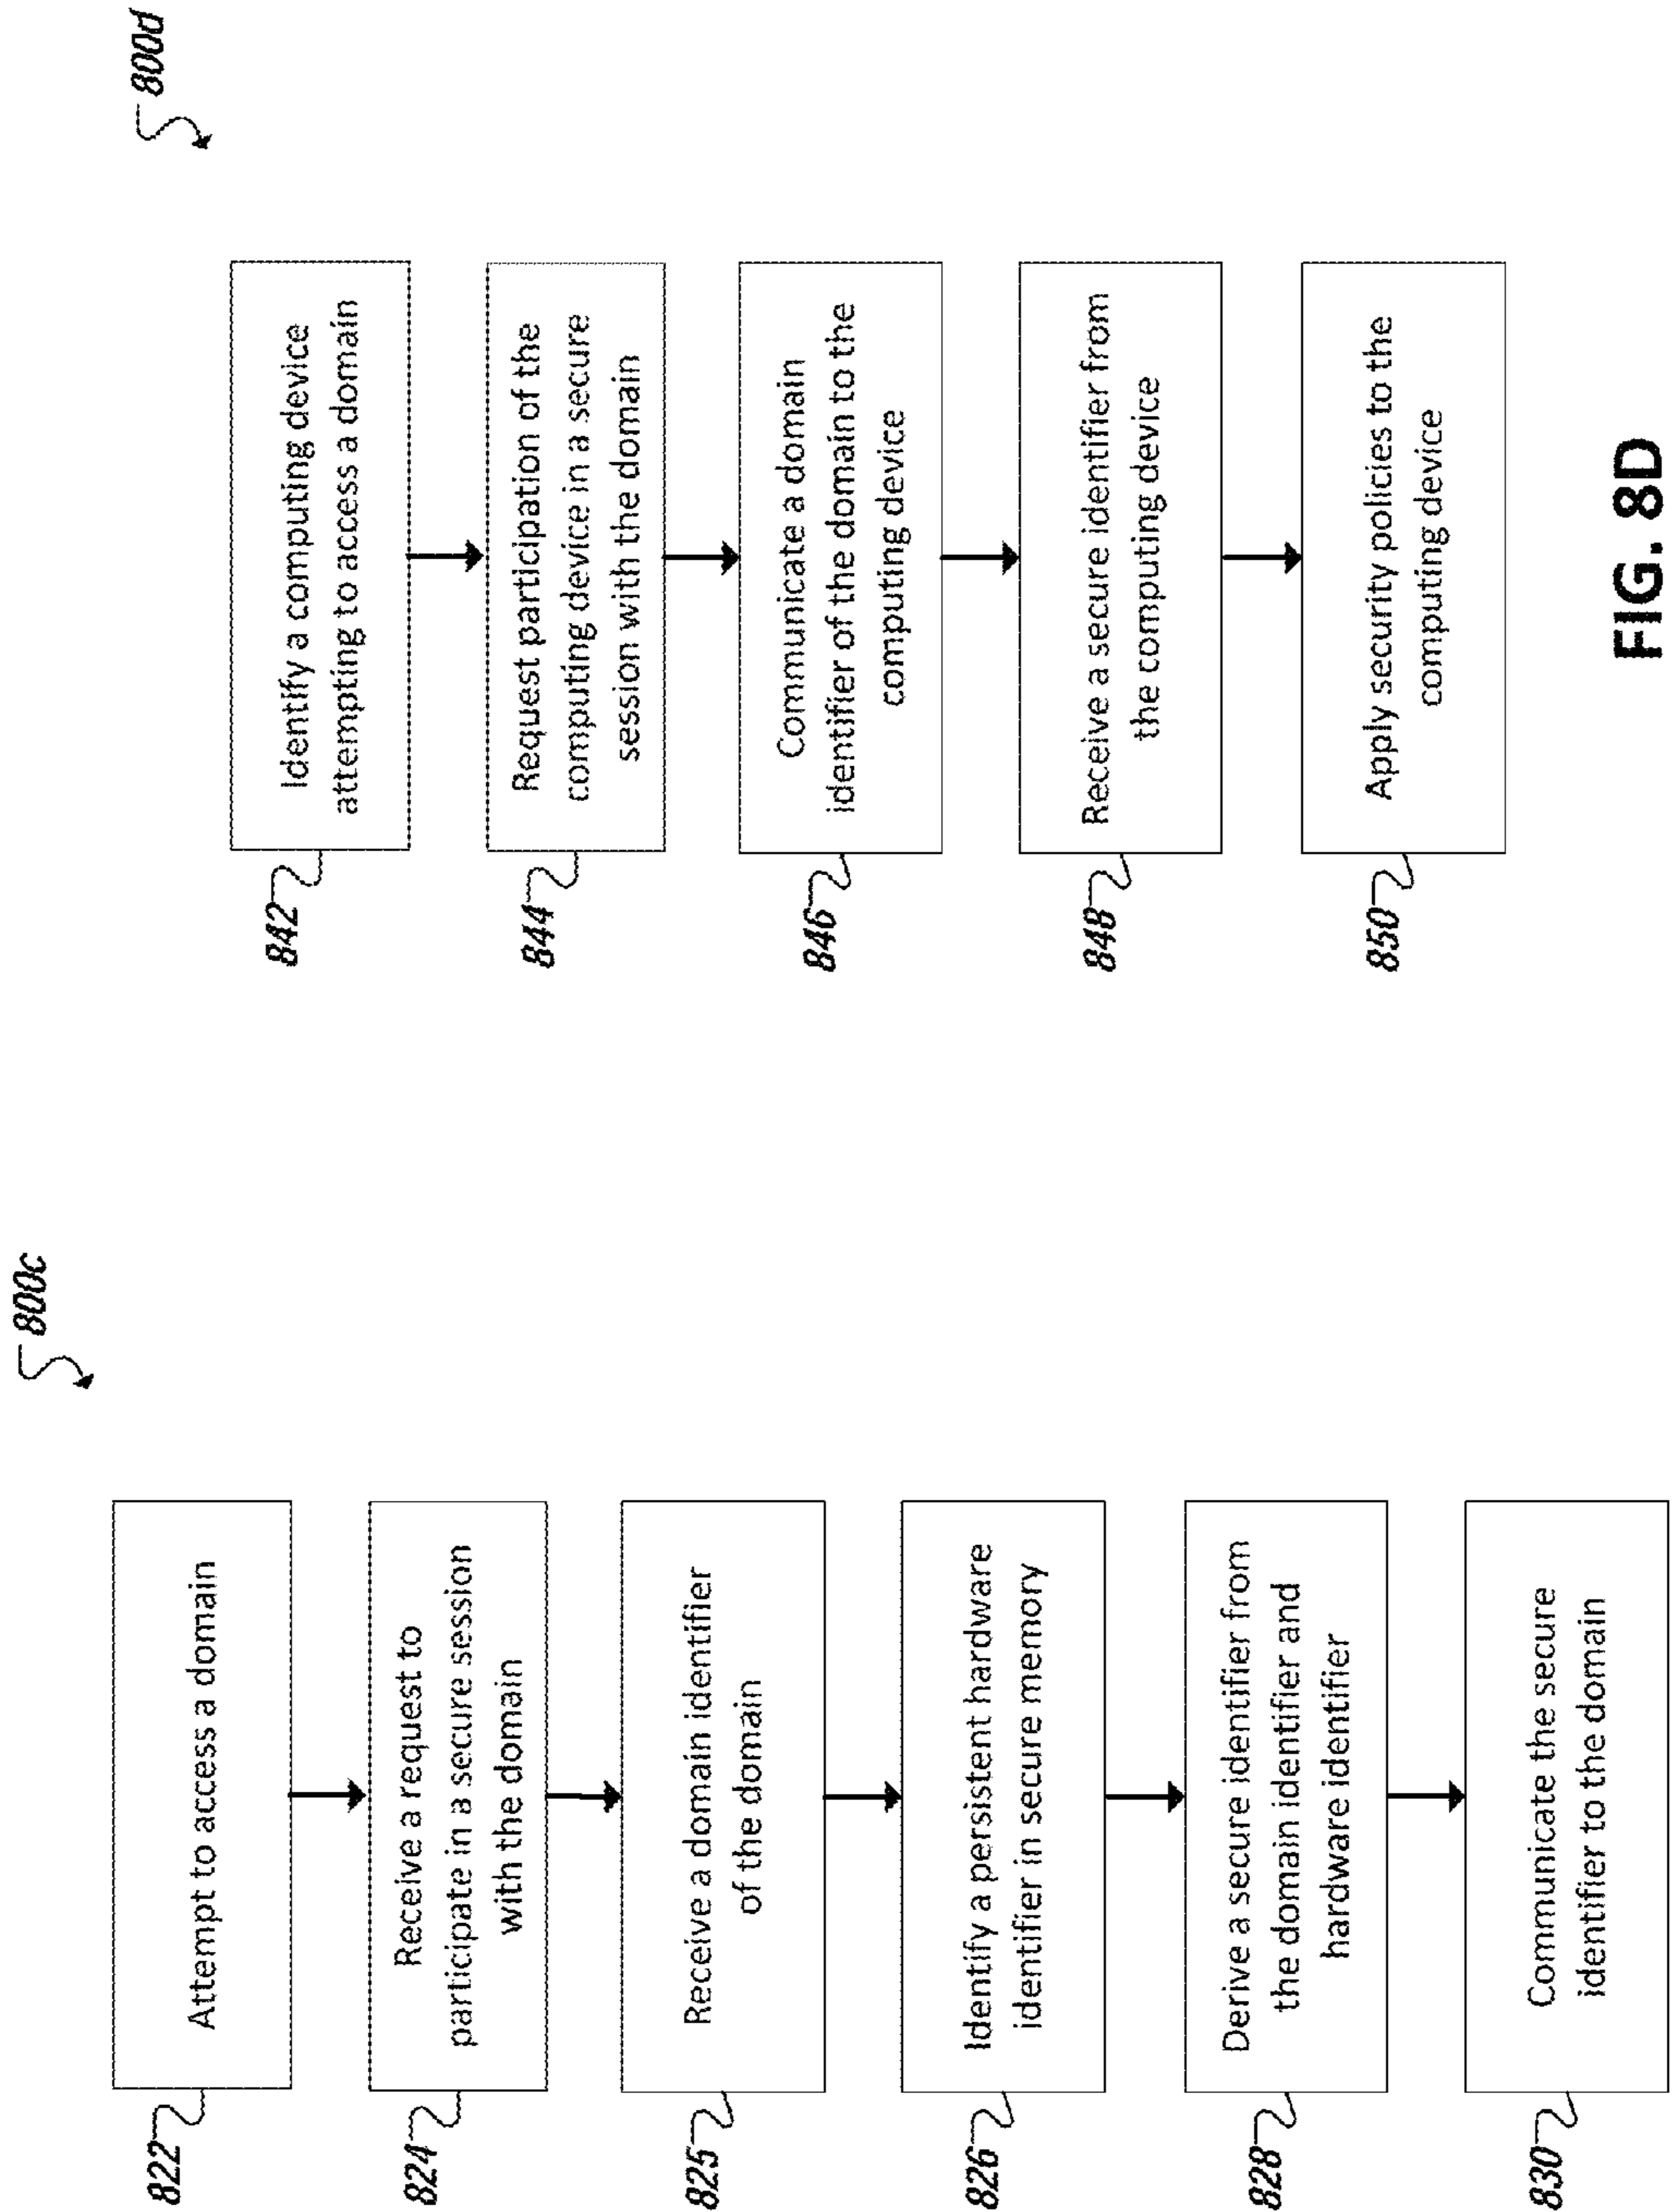 800c
822
Attempt to access a domain
824
Receive a request to
participate in a secure session
with the domain
825
Receive a domain identifier
of the domain
826
Identify a persistent hardware
identifier in secure memory
828
Derive a secure identifier from
the domain identifier and
hardware identifier
830
Communicate the secure
identifier to the domain
800d
842
Identify a computing device
attempting to access a domain
844
Request participation of the
computing device in a secure
session with the domain
846
Communicate a domain
identifier of the domain to the
computing device
848
Receive a secure identifier from
the computing device
850
Apply security policies to the
computing device
FIG. 8D